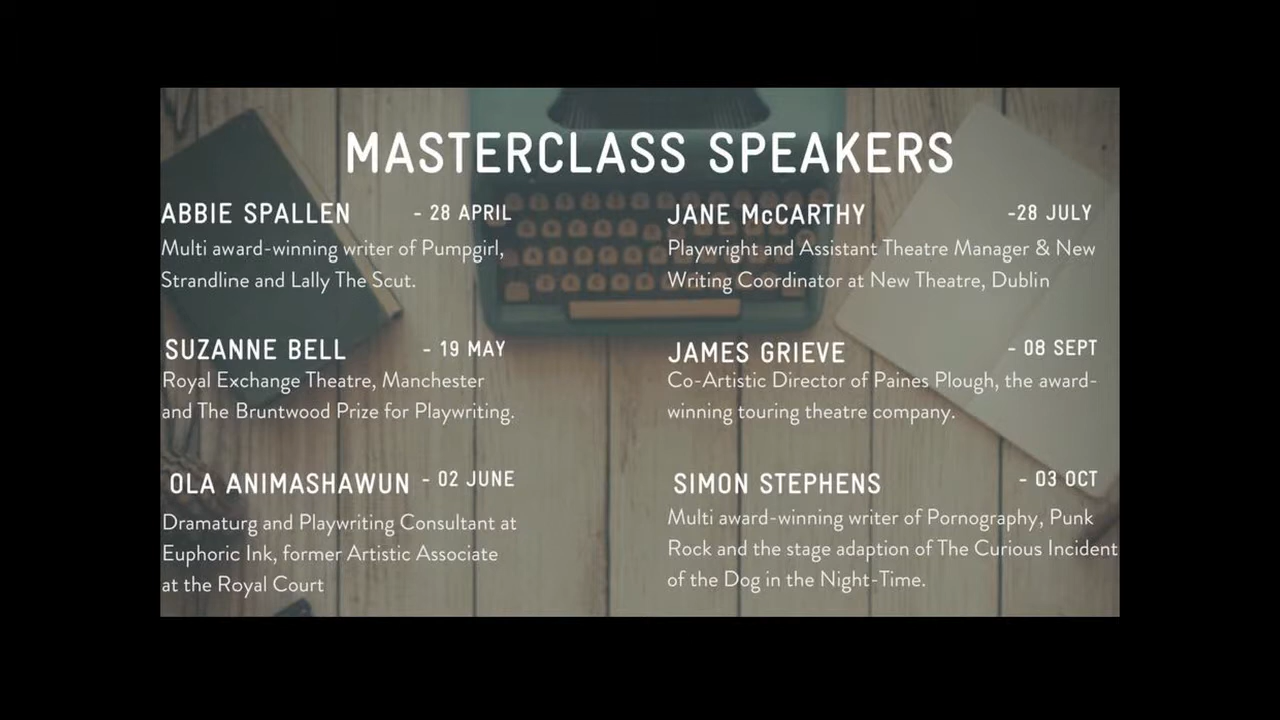 MASTERCLASS SPEAKERS
ABBIE SPALLEN - 28 APRIL
Multi award-winning writer of Pumpgirl,
Strandline and Lally The Scut.
SUZANNE BELL - 19 MAY
Royal Exchange Theatre, Manchester
and The Bruntwood Prize for Playwriting.
OLA ANIMASHAWUN - 02 JUNE
Dramaturg and Playwriting Consultant at
Euphoric Ink, former Artistic Associate
at the Royal Court
JANE McCARTHY -28 JULY
Playwright and Assistant Theatre Manager & New
Writing Coordinator at New Theatre, Dublin
JAMES GRIEVE - 08 SEPT
Co-Artistic Director of Paines Plough, the award-
winning touring theatre company.
SIMON STEPHENS - 03 OCT
Multi award-winning writer of Pornography, Punk
Rock and the stage adaption of The Curious Incident
of the Dog in the Night-Time.